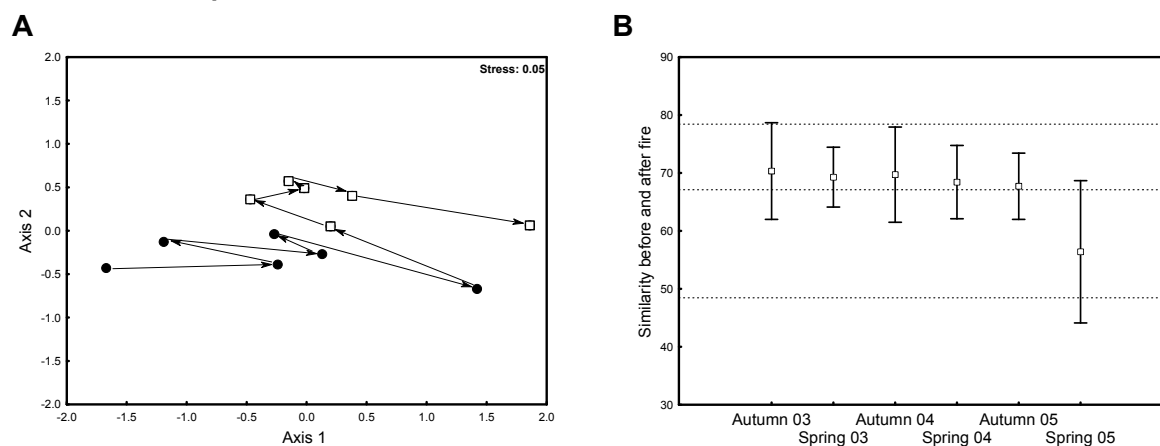 A
B
Stress: 0.05
2.0
1.5
1.0
0.5
0.0
-0.5
-1.0
-1.5
-2.0
Axis 2
-2.0 -1.5 -1.0 -0.5 0.0 0.5 1.0 1.5 2.0
Axis 1
90
80
70
60
50
40
30
Similarity before and after fire
Autumn 03 Autumn 04 Autumn 05
Spring 03 Spring 04 Spring 05